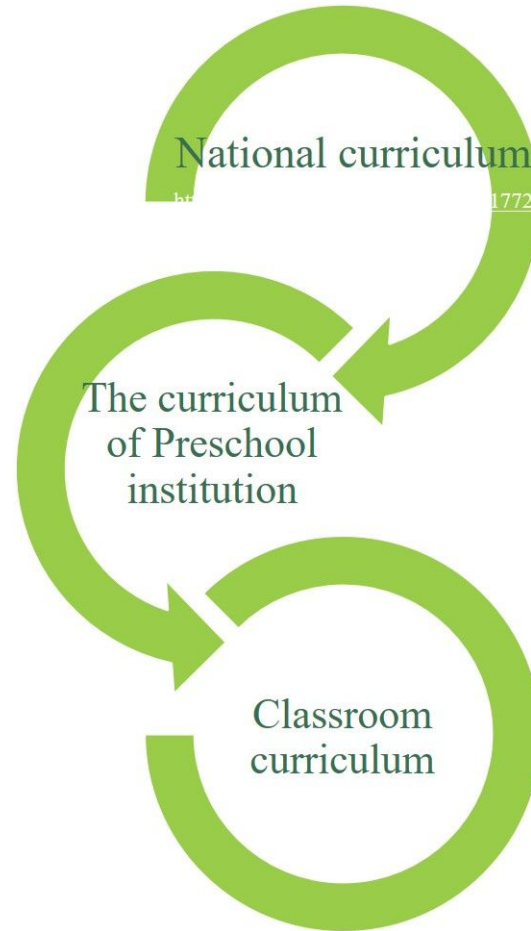 National curriculum
The curriculum
of Preschool
institution
Classroom
curriculum